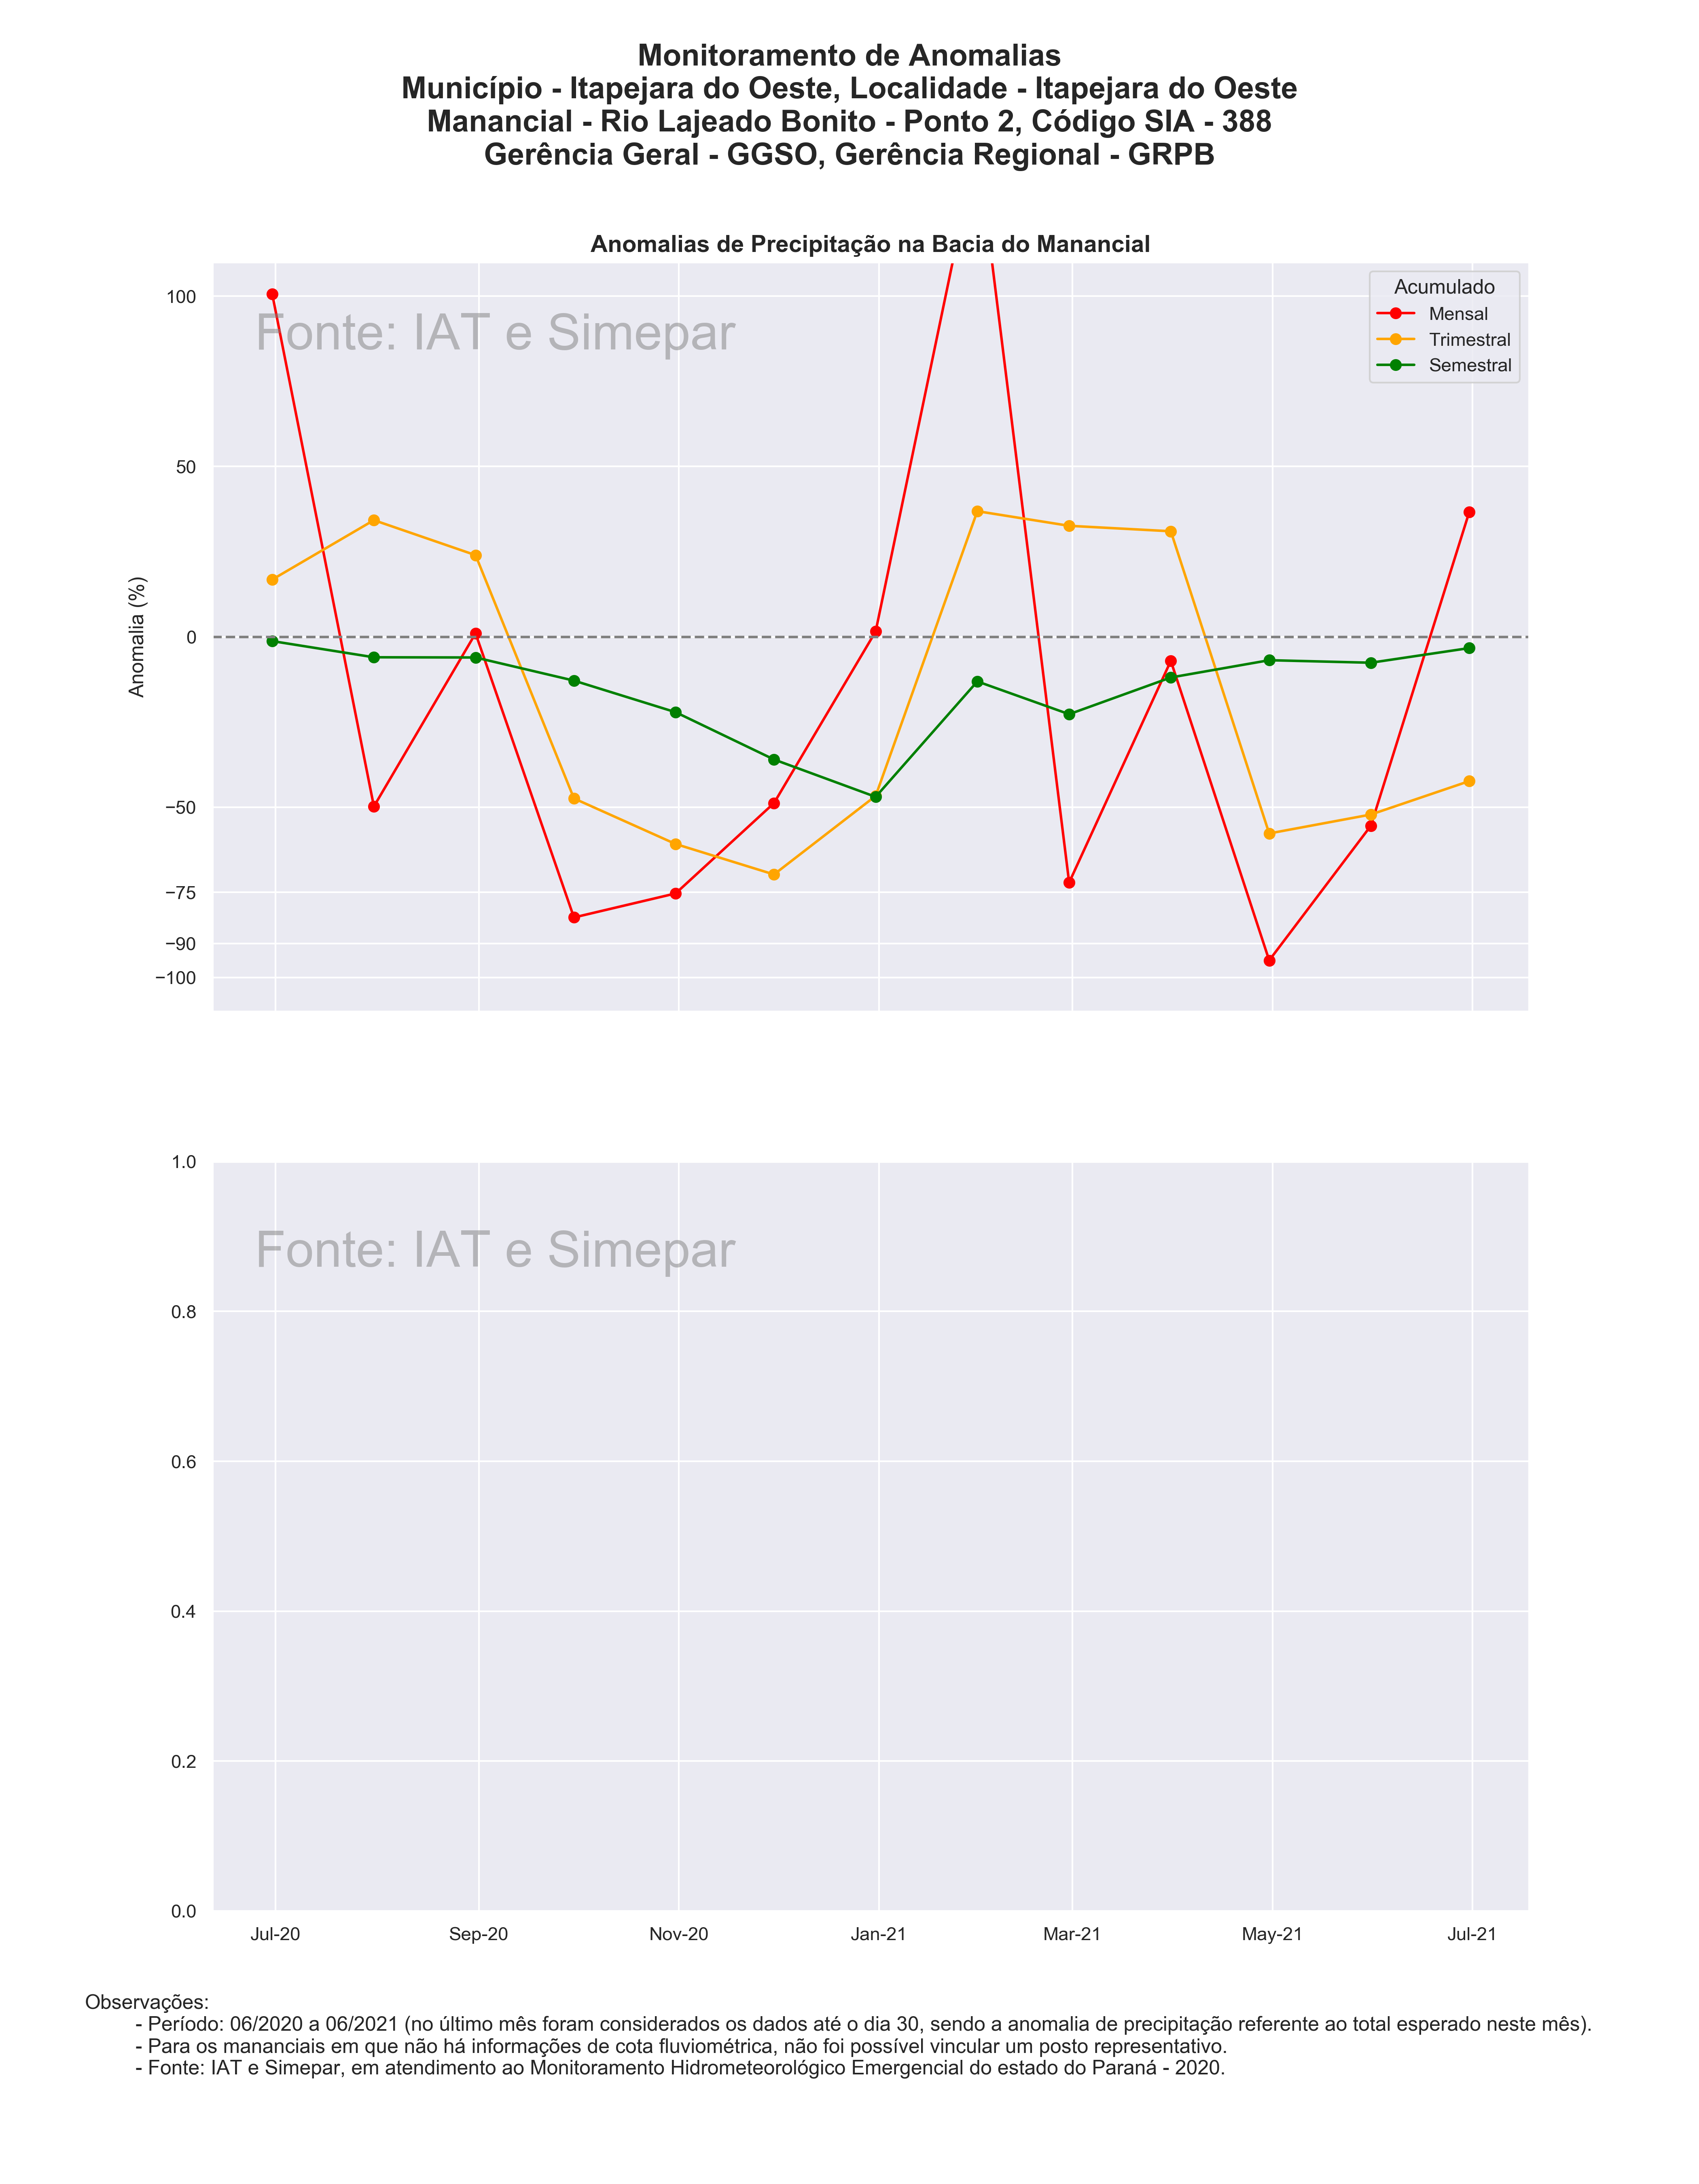 Monitoramento de Anomalias
Município - Itapejara do Oeste, Localidade - Itapejara do Oeste
Manancial - Rio Lajeado Bonito - Ponto 2, Código SIA - 388
Gerência Geral - GGSO, Gerência Regional - GRPB
Anomalias de Precipitação na Bacia do Manancial
Fonte: IAT e Simepar
Acumulado
Mensal
Trimestral
Semestral
Anomalia (%)
100
50
0
−50
−75
−90
−100
Fonte: IAT e Simepar
1.0
0.8
0.6
0.4
0.2
0.0
Jul-20 Sep-20 Nov-20 Jan-21 Mar-21 May-21 Jul-21
Observações:
- Período: 06/2020 a 06/2021 (no último mês foram considerados os dados até o dia 30, sendo a anomalia de precipitação referente ao total esperado neste mês).
- Para os mananciais em que não há informações de cota fluviométrica, não foi possível vincular um posto representativo.
- Fonte: IAT e Simepar, em atendimento ao Monitoramento Hidrometeorológico Emergencial do estado do Paraná - 2020.